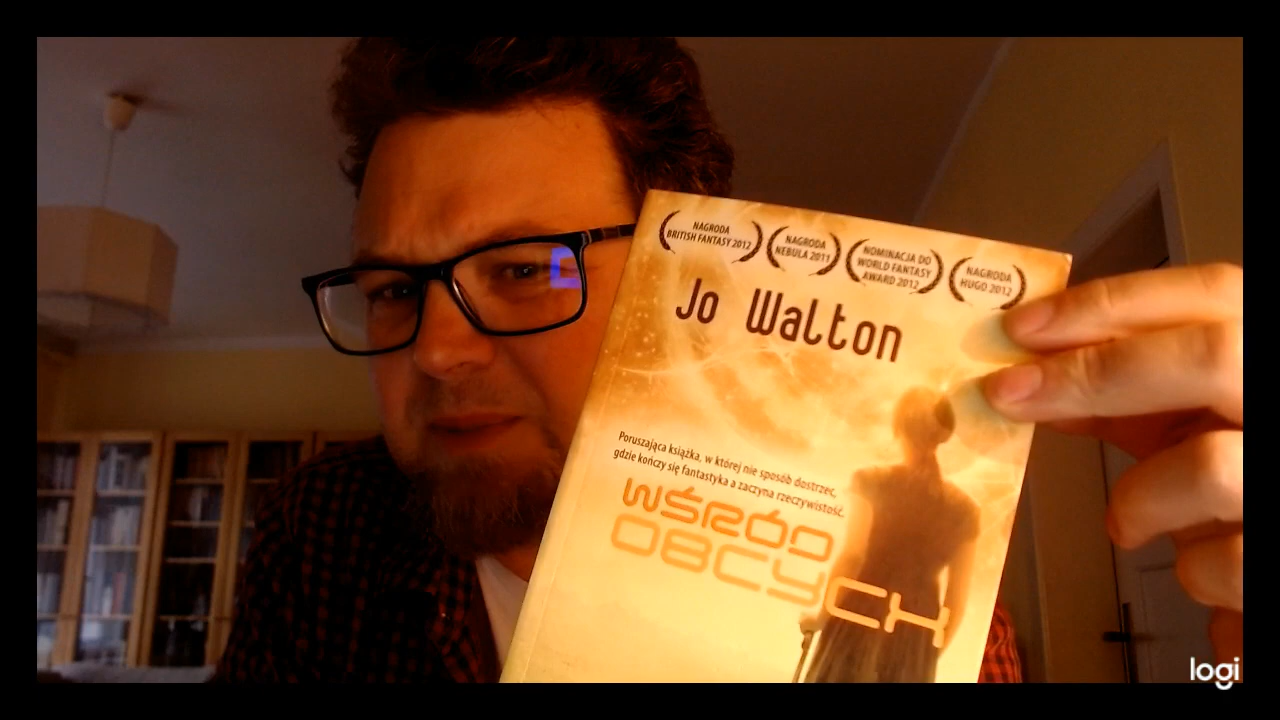 NAGRODA
BRITISH FANTASY 2012
NAGRODA
NEBULA 2011
NOMINACJA DO
WORLD FANTASY
AWARD 2012
NAGRODA
HUGO 2012
Jo Walton
Poruszająca książka, w której nie sposób dostrzec,
gdzie kończy się fantastyka a zaczyna rzeczywistość.
WŚRÓD
OBCYCH
logi